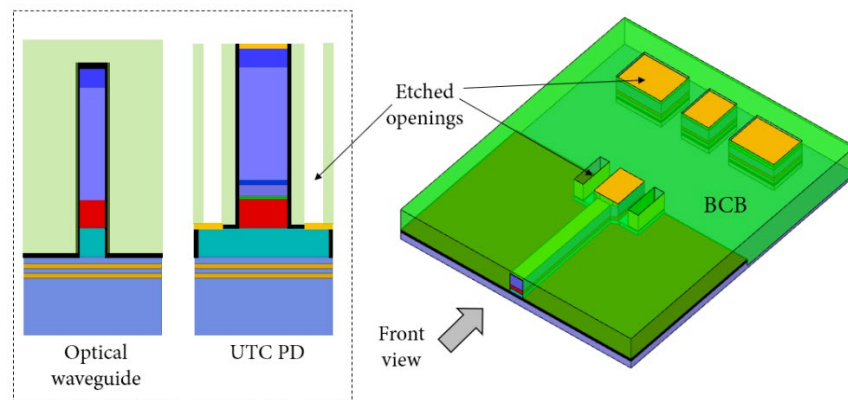 Etched
openings
BCB
Front
view
Optical
waveguide
UTC PD